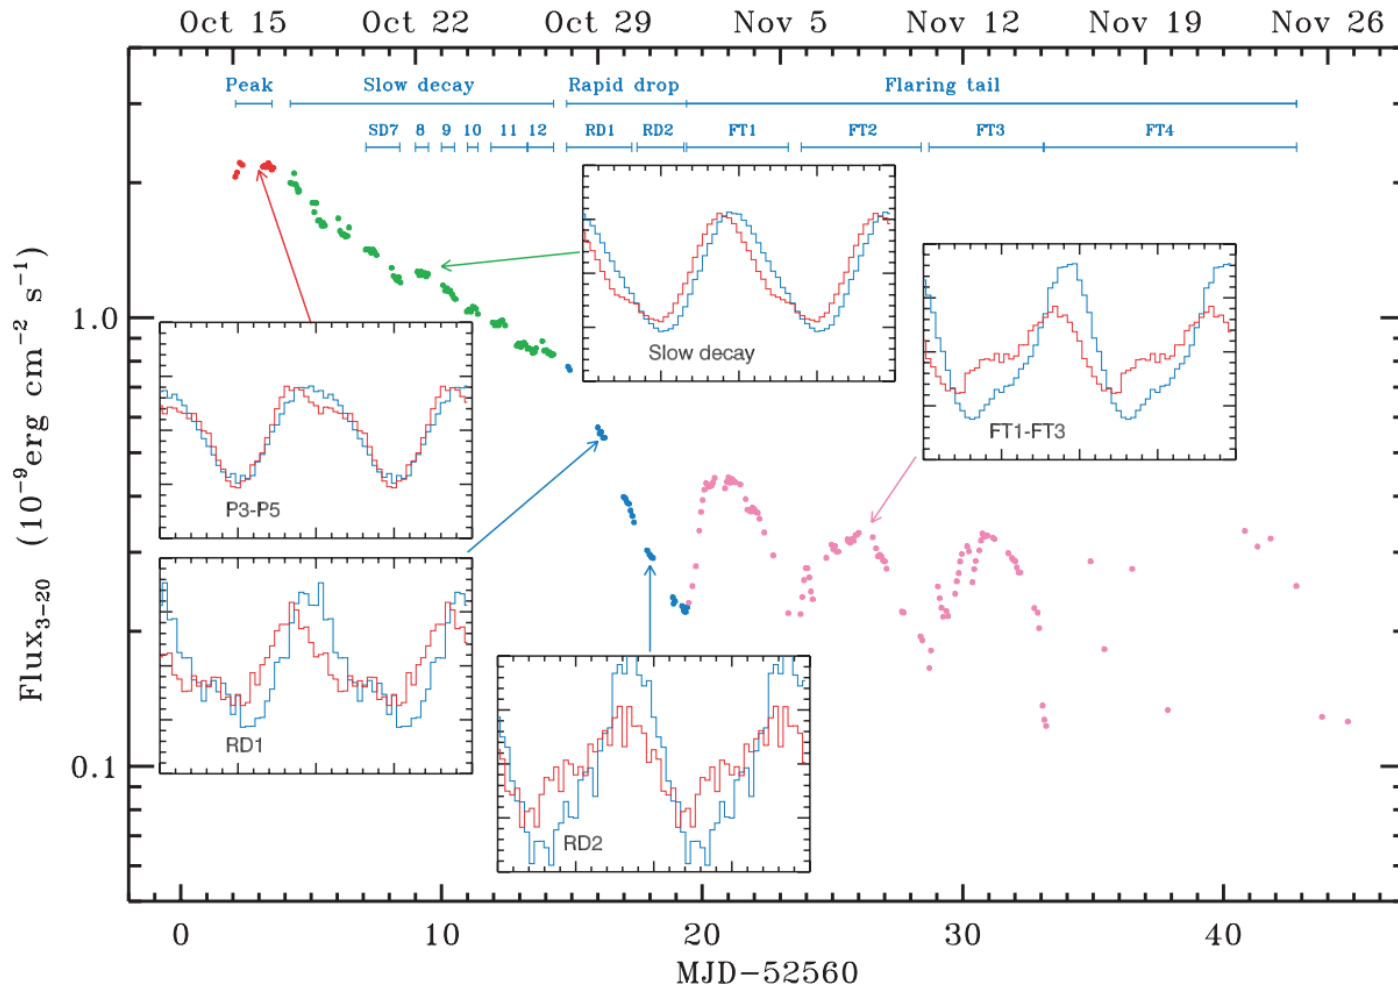 Oct 15 Oct 22 Oct 29 Nov 5 Nov 12 Nov 19 Nov 26
Peak Slow decay Rapid drop Flaring tail
SD7 8 9 10 11 12 RD1 RD2 FT1 FT2 FT3 FT4
Slow decay
FT1-FT3
P3-P5
RD1
RD2
1.0
0.1
Flux₃₋₂₀ (10⁻⁹erg cm⁻² s⁻¹)
0 10 20 30 40
MJD−52560